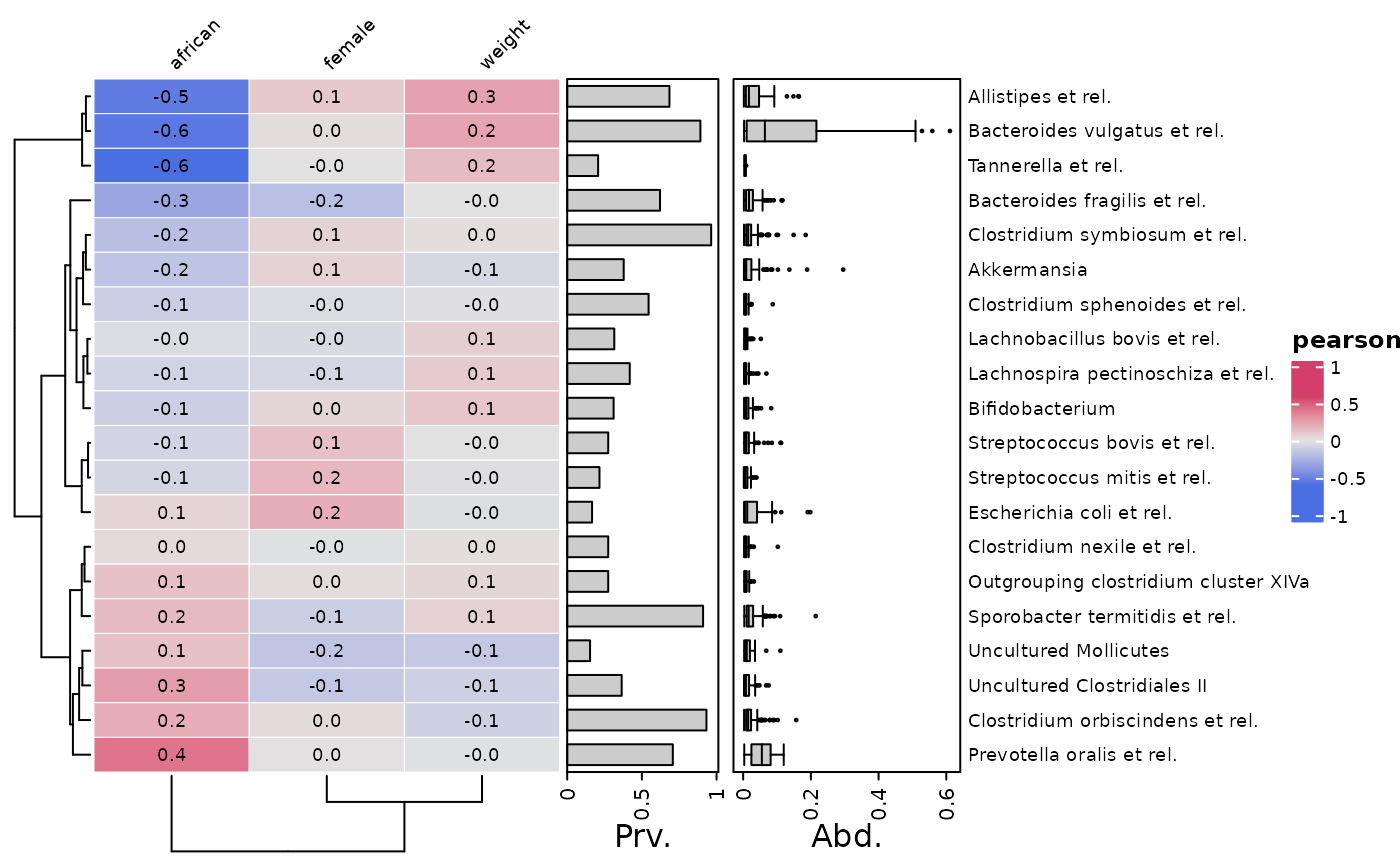 african female weight
-0.5 0.1 0.3 Allistipes et rel.
-0.6 0.0 0.2 Bacteroides vulgatus et rel.
-0.6 -0.0 0.2 Tannerella et rel.
-0.3 -0.2 -0.0 Bacteroides fragilis et rel.
-0.2 0.1 0.0 Clostridium symbiosum et rel.
-0.2 0.1 -0.1 Akkermansia
-0.1 -0.0 -0.0 Clostridium sphenoides et rel.
-0.0 -0.0 0.1 Lachnobacillus bovis et rel.
-0.1 -0.1 0.1 Lachnospira pectinoschiza et rel.
-0.1 0.0 0.1 Bifidobacterium
-0.1 0.1 -0.0 Streptococcus bovis et rel.
-0.1 0.2 -0.0 Streptococcus mitis et rel.
0.1 0.2 -0.0 Escherichia coli et rel.
0.0 -0.0 0.0 Clostridium nexile et rel.
0.1 0.0 0.1 Outgrouping clostridium cluster XIVa
0.2 -0.1 0.1 Sporobacter termitidis et rel.
0.1 -0.2 -0.1 Uncultured Mollicutes
0.3 -0.1 -0.1 Uncultured Clostridiales II
0.2 0.0 -0.1 Clostridium orbiscindens et rel.
0.4 0.0 -0.0 Prevotella oralis et rel.
0 0.5 1 0 0.2 0.4 0.6
Prv. Abd.
pearson
1
0.5
0
-0.5
-1